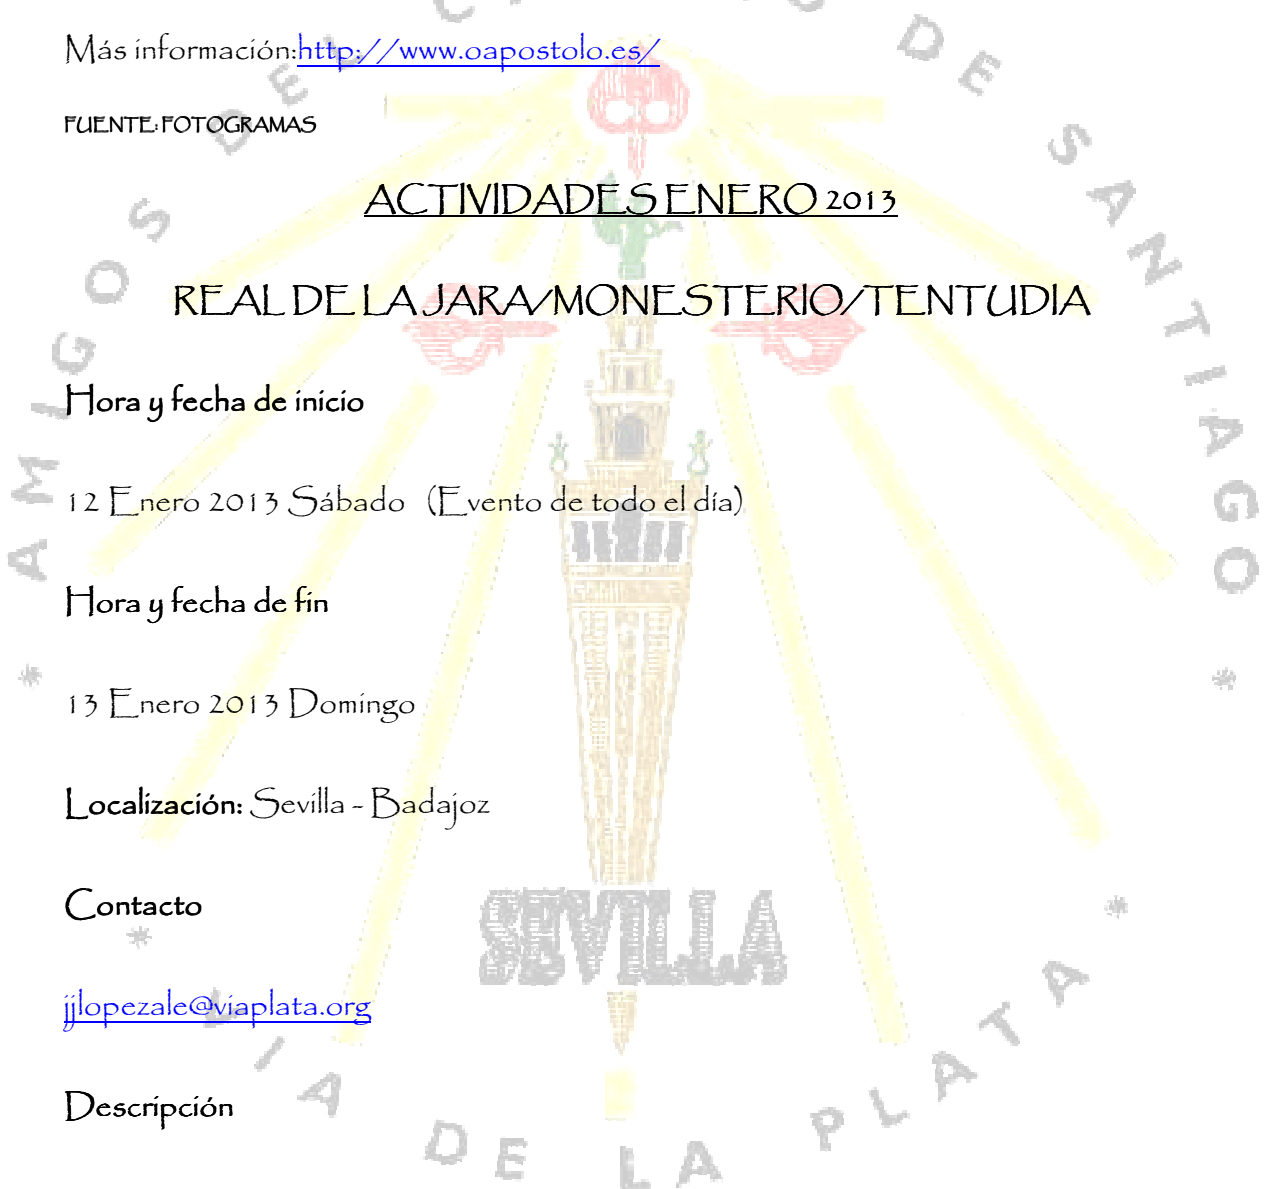 Más información:http://www.oapostolo.es/
FUENTE: FOTOGRAMAS
ACTIVIDADES ENERO 2013
REAL DE LA JARA/MONESTERIO/TENTUDIA
Hora y fecha de inicio
12 Enero 2013 Sábado (Evento de todo el día)
Hora y fecha de fin
13 Enero 2013 Domingo
Localización: Sevilla - Badajoz
Contacto
jjlopezale@viaplata.org
Descripción
AMIGOS DEL
DE SANTIAGO
SEVILLA
VIA DE LA PLATA